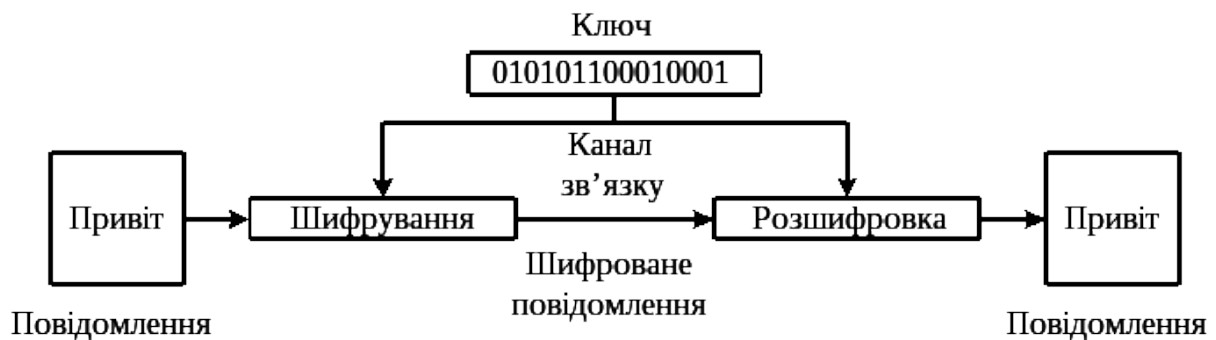 Ключ
010101100010001
Канал
зв’язку
Привіт
Шифрування
Розшифровка
Привіт
Шифроване
повідомлення
Повідомлення
Повідомлення